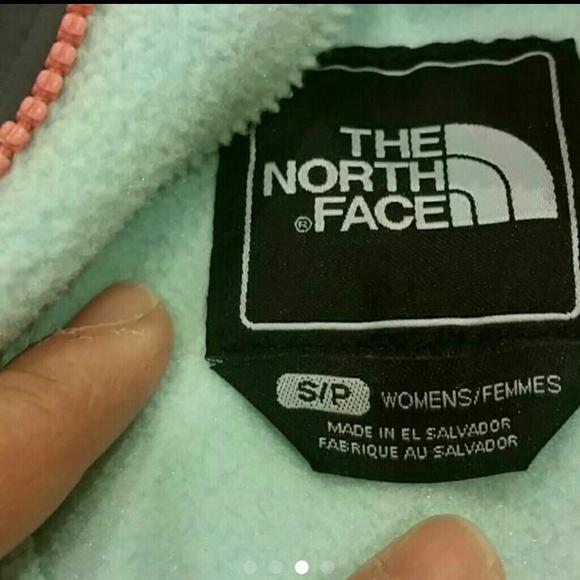 THE
NORTH
®FACE
S/P WOMENS/FEMMES
MADE IN EL SALVADOR
FABRIQUE AU SALVADOR